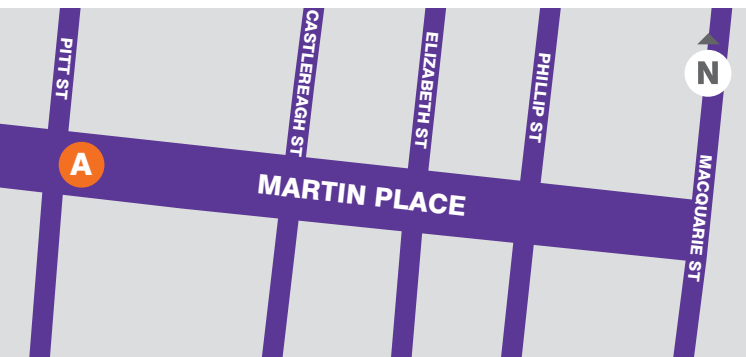 PITT ST
CASTLEREAGH ST
ELIZABETH ST
PHILLIP ST
N
MACQUARIE ST
A
MARTIN PLACE